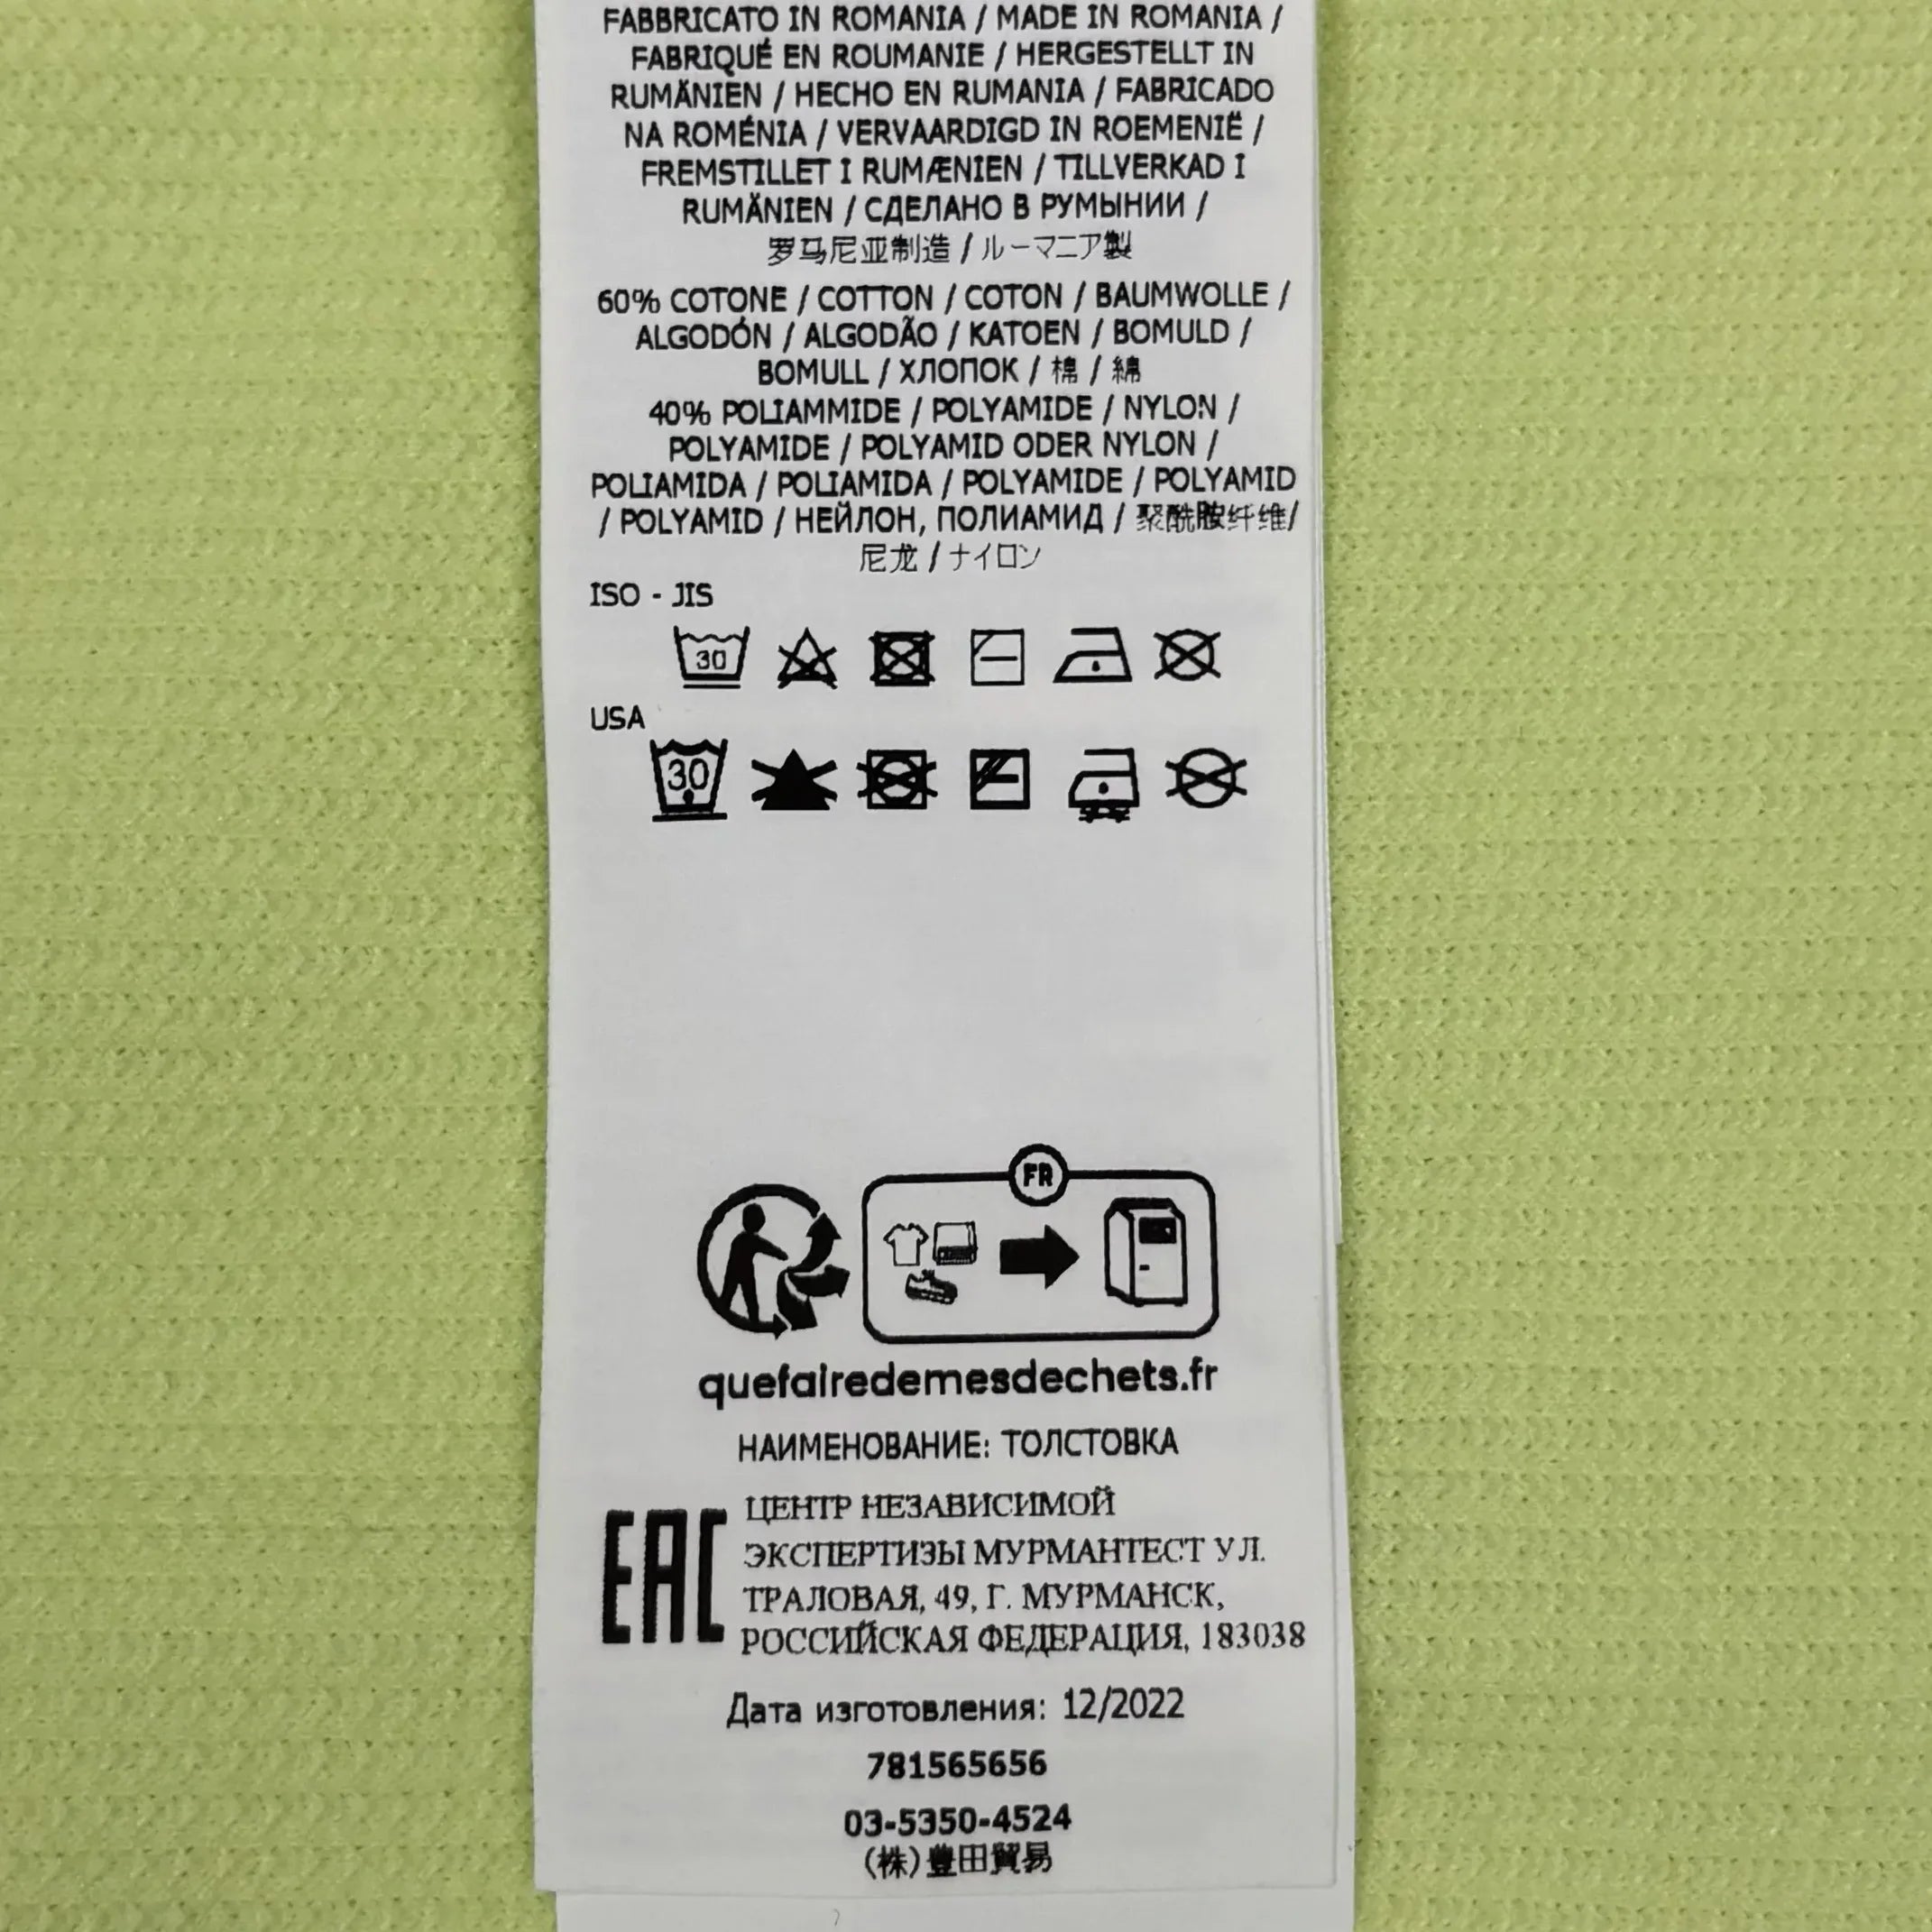 FABBRICATO IN ROMANIA / MADE IN ROMANIA /
FABRIQUÉ EN ROUMANIE / HERGESTELLT IN
RUMÄNIEN / HECHO EN RUMANIA / FABRICADO
NA ROMÉNIA / VERVAARDIGD IN ROEMENIË /
FREMSTILLET I RUMÆNIEN / TILLVERKAD I
RUMÄNIEN / СДЕЛАНО В РУМЫНИИ /
罗马尼亚制造 / ルーマニア製
60% COTONE / COTTON / COTON / BAUMWOLLE /
ALGODÓN / ALGODÃO / KATOEN / BOMULD /
BOMULL / ХЛОПОК / 棉 / 綿
40% POLIAMMIDE / POLYAMIDE / NYLON /
POLYAMIDE / POLYAMID ODER NYLON /
POLIAMIDA / POLIAMIDA / POLYAMIDE / POLYAMID
/ POLYAMID / НЕЙЛОН, ПОЛИАМИД / 聚酰胺纤维/
尼龙 / ナイロン
ISO - JIS
30
USA
30
FR
quefairedemesdechets.fr
НАИМЕНОВАНИЕ: ТОЛСТОВКА
EAC
ЦЕНТР НЕЗАВИСИМОЙ
ЭКСПЕРТИЗЫ МУРМАНТЕСТ УЛ.
ТРАЛОВАЯ, 49, Г. МУРМАНСК,
РОССИЙСКАЯ ФЕДЕРАЦИЯ, 183038
Дата изготовления: 12/2022
781565656
03-5350-4524
(株)豊田貿易